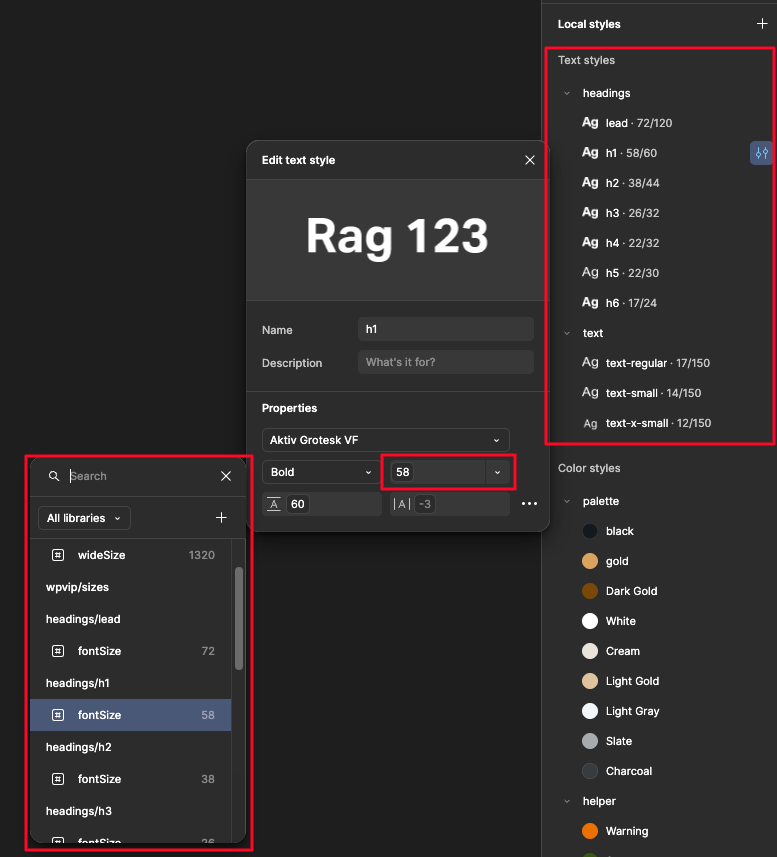 Local styles
Text styles
headings
Ag lead · 72/120
Ag h1 · 58/60
Ag h2 · 38/44
Ag h3 · 26/32
Ag h4 · 22/32
Ag h5 · 22/30
Ag h6 · 17/24
text
Ag text-regular · 17/150
Ag text-small · 14/150
Ag text-x-small · 12/150
Color styles
palette
black
gold
Dark Gold
White
Cream
Light Gold
Light Gray
Slate
Charcoal
helper
Warning
Edit text style
Rag 123
Name h1
Description What's it for?
Properties
Aktiv Grotesk VF
Bold 58
A 60 |A| -3
Search
All libraries
wideSize 1320
wpvip/sizes
headings/lead
fontSize 72
headings/h1
fontSize 58
headings/h2
fontSize 38
headings/h3
fontSize 26